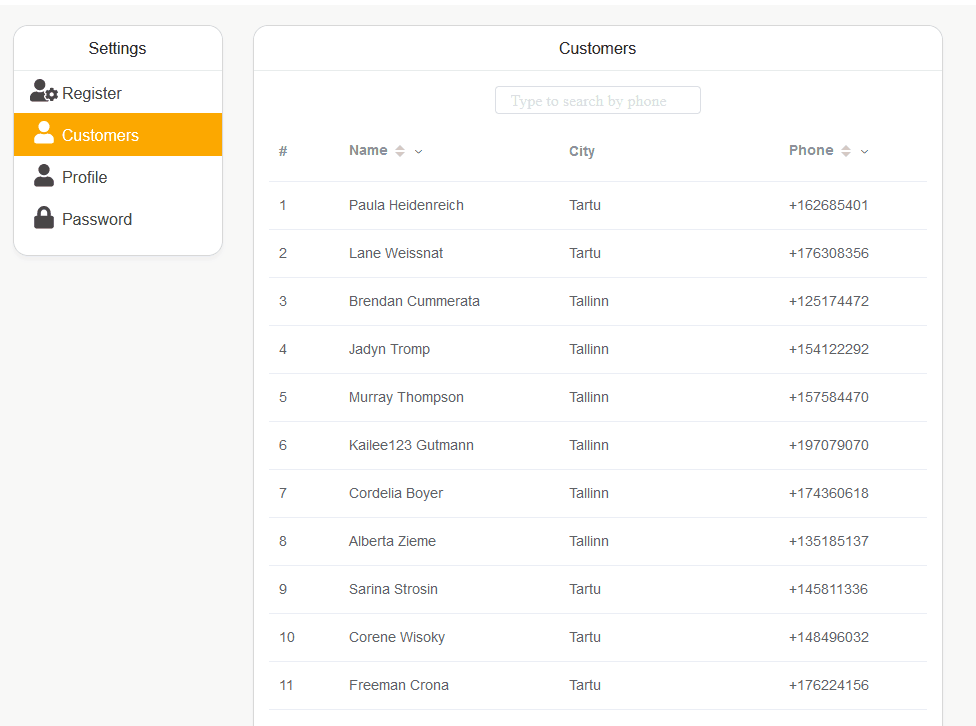 Settings
Register
Customers
Profile
Password
Customers
Type to search by phone
# Name City Phone
1 Paula Heidenreich Tartu +162685401
2 Lane Weissnat Tartu +176308356
3 Brendan Cummerata Tallinn +125174472
4 Jadyn Tromp Tallinn +154122292
5 Murray Thompson Tallinn +157584470
6 Kailee123 Gutmann Tallinn +197079070
7 Cordelia Boyer Tallinn +174360618
8 Alberta Zieme Tallinn +135185137
9 Sarina Strosin Tartu +145811336
10 Corene Wisoky Tartu +148496032
11 Freeman Crona Tartu +176224156